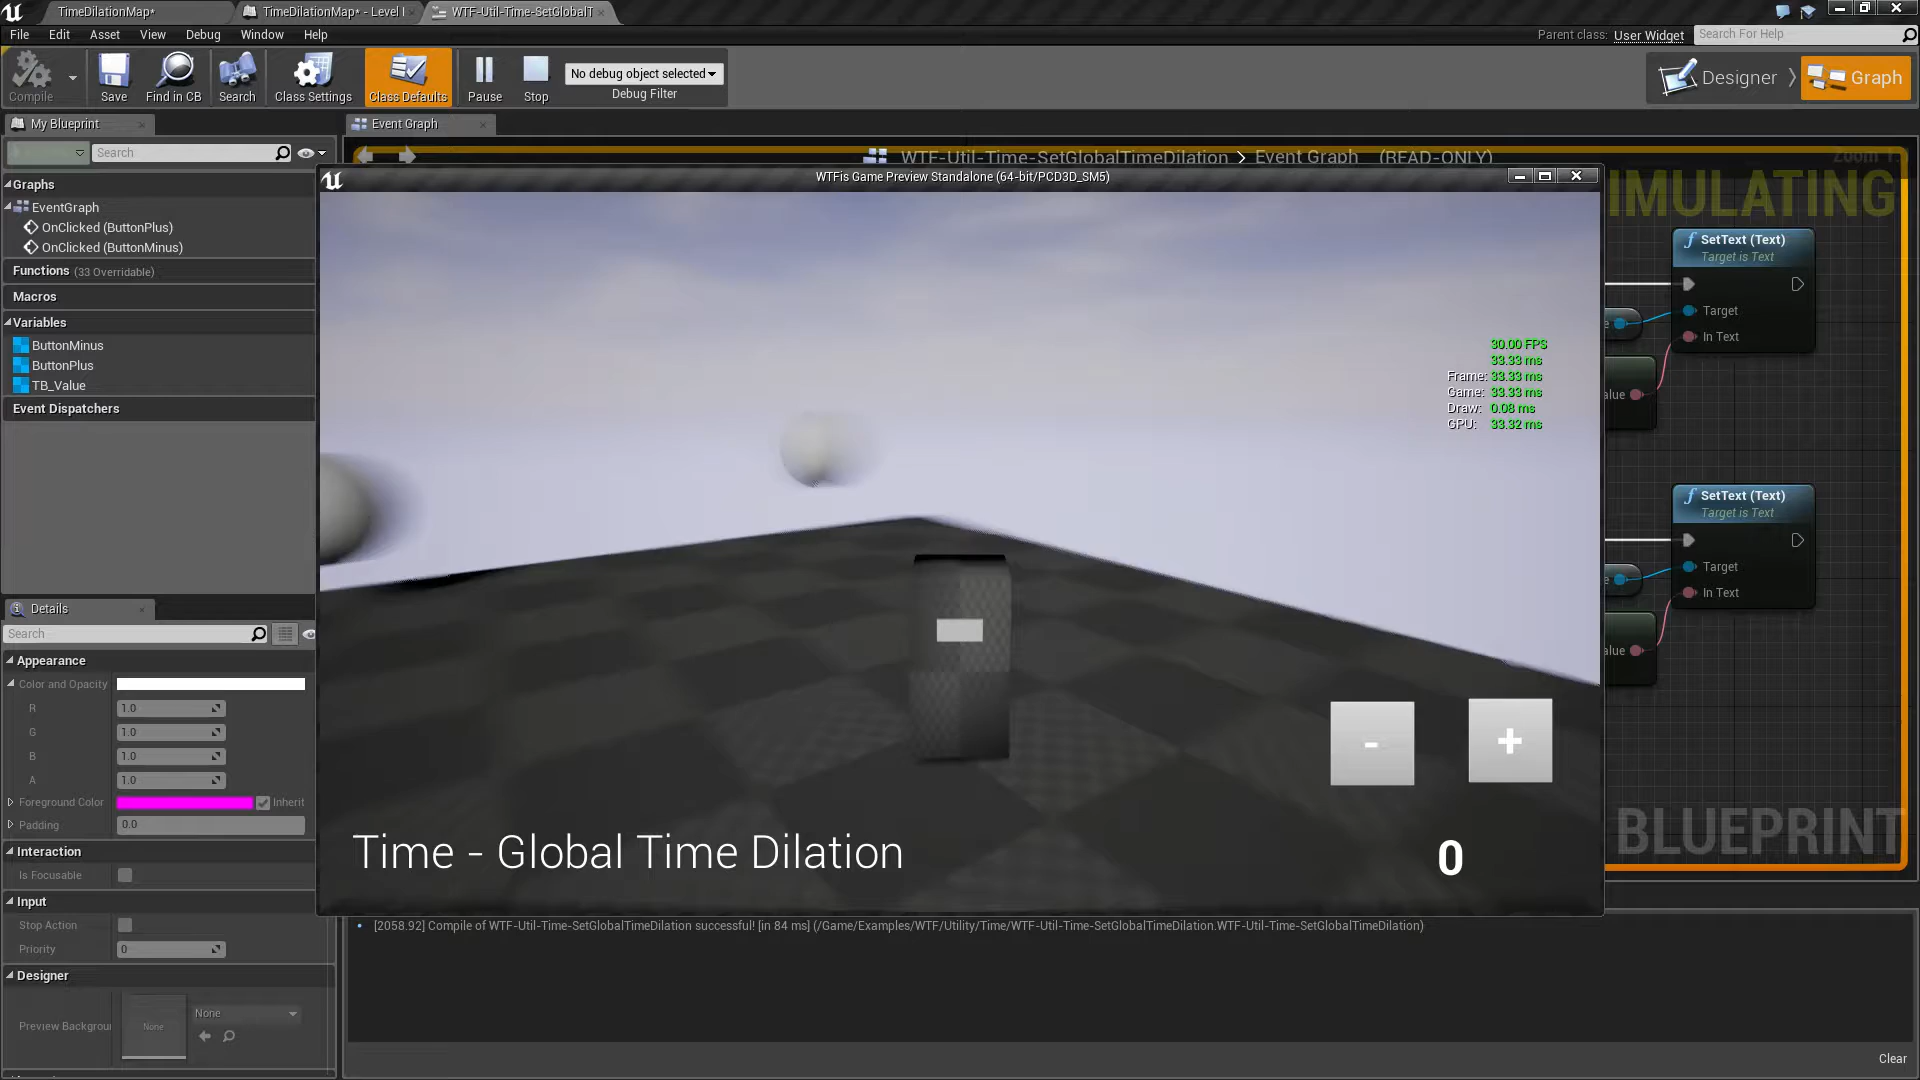 TimeDilationMap*
TimeDilationMap* - Level
WTF-Util-Time-SetGlobalT
File
Edit
Asset
View
Debug
Window
Help
Parent class: User Widget
Search For Help
Compile
Save
Find in CB
Search
Class Settings
Class Defaults
Pause
Stop
No debug object selected
Debug Filter
Designer
Graph
My Blueprint
Event Graph
Search
WTF-Util-Time-SetGlobalTimeDilation > Event Graph (READ-ONLY)
WTFis Game Preview Standalone (64-bit/PCD3D_SM5)
IMULATING
Graphs
EventGraph
OnClicked (ButtonPlus)
OnClicked (ButtonMinus)
Functions (33 Overridable)
Macros
Variables
ButtonMinus
ButtonPlus
TB_Value
Event Dispatchers
30.00 FPS
33.33 ms
Frame: 33.33 ms
Game: 33.33 ms
Draw: 0.08 ms
GPU: 33.32 ms
SetText (Text)
Target is Text
Target
In Text
alue
SetText (Text)
Target is Text
Target
In Text
alue
Details
Search
Appearance
Color and Opacity
R 1.0
G 1.0
B 1.0
A 1.0
Foreground Color
Inherit
Padding 0.0
Interaction
Is Focusable
Input
Stop Action
Priority 0
Designer
Preview Backgrou
None
None
- +
Time - Global Time Dilation
0
BLUEPRINT
[2058.92] Compile of WTF-Util-Time-SetGlobalTimeDilation successful! [in 84 ms] (/Game/Examples/WTF/Utility/Time/WTF-Util-Time-SetGlobalTimeDilation.WTF-Util-Time-SetGlobalTimeDilation)
Clear